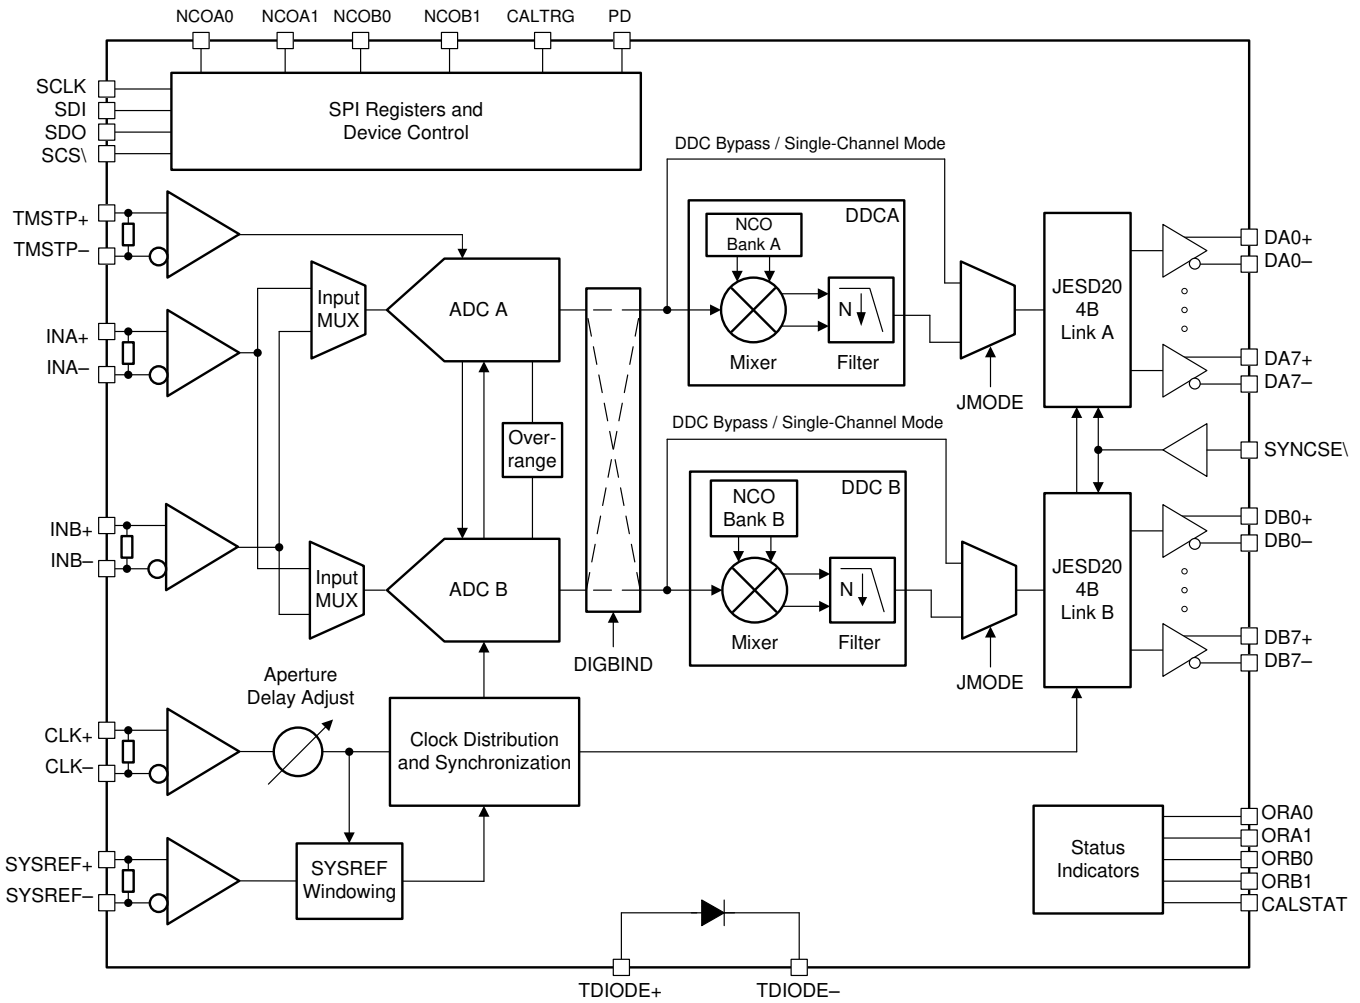 NCOA0 NCOA1 NCOB0 NCOB1 CALTRG PD
SCLK
SDI
SDO
SCS\
SPI Registers and
Device Control
TMSTP+
TMSTP–
INA+
INA–
Input
MUX
ADC A
Over-
range
INB+
INB–
Input
MUX
ADC B
DIGBIND
DDC Bypass / Single-Channel Mode
DDCA
NCO
Bank A
N
Mixer
Filter
JMODE
JESD20
4B
Link A
DA0+
DA0–
DA7+
DA7–
SYNCSE\
DDC Bypass / Single-Channel Mode
DDC B
NCO
Bank B
N
Mixer
Filter
JMODE
JESD20
4B
Link B
DB0+
DB0–
DB7+
DB7–
Aperture
Delay Adjust
CLK+
CLK–
Clock Distribution
and Synchronization
SYSREF+
SYSREF–
SYSREF
Windowing
Status
Indicators
ORA0
ORA1
ORB0
ORB1
CALSTAT
TDIODE+
TDIODE–